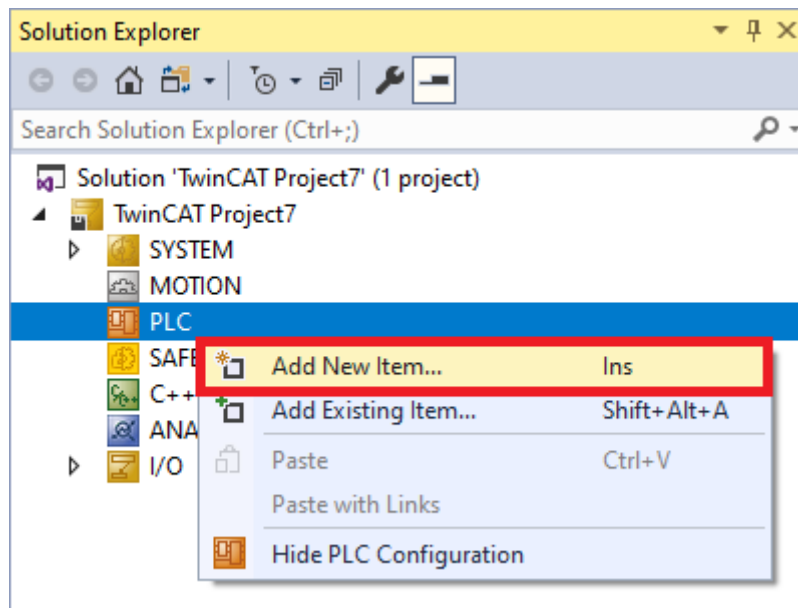 Solution Explorer
Search Solution Explorer (Ctrl+;)
Solution 'TwinCAT Project7' (1 project)
TwinCAT Project7
SYSTEM
MOTION
PLC
SAFE
C++
ANA
I/O
Add New Item... Ins
Add Existing Item... Shift+Alt+A
Paste Ctrl+V
Paste with Links
Hide PLC Configuration